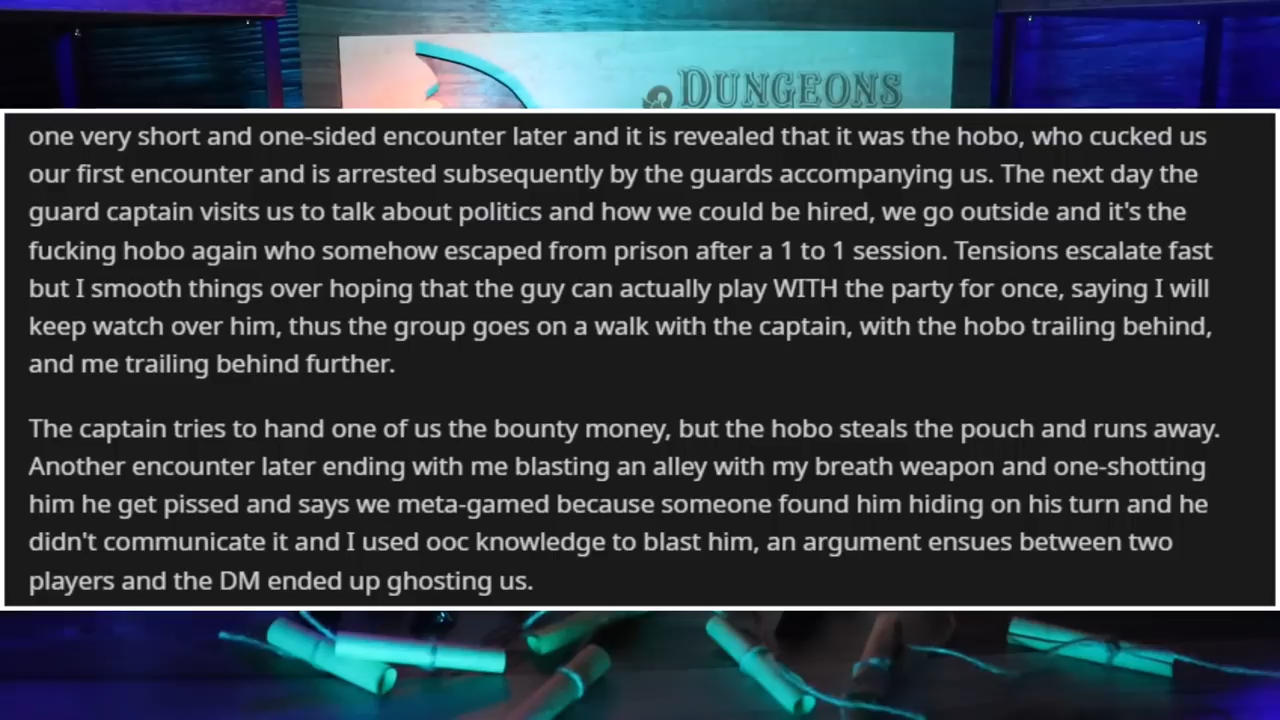 DUNGEONS
one very short and one-sided encounter later and it is revealed that it was the hobo, who cucked us
our first encounter and is arrested subsequently by the guards accompanying us. The next day the
guard captain visits us to talk about politics and how we could be hired, we go outside and it's the
fucking hobo again who somehow escaped from prison after a 1 to 1 session. Tensions escalate fast
but I smooth things over hoping that the guy can actually play WITH the party for once, saying I will
keep watch over him, thus the group goes on a walk with the captain, with the hobo trailing behind,
and me trailing behind further.
The captain tries to hand one of us the bounty money, but the hobo steals the pouch and runs away.
Another encounter later ending with me blasting an alley with my breath weapon and one-shotting
him he get pissed and says we meta-gamed because someone found him hiding on his turn and he
didn't communicate it and I used ooc knowledge to blast him, an argument ensues between two
players and the DM ended up ghosting us.